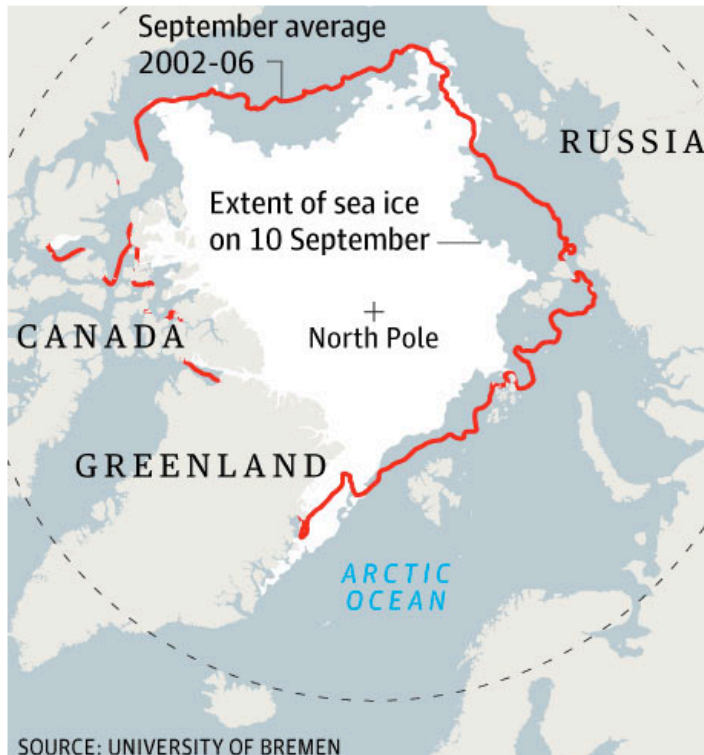 September average
2002-06
RUSSIA
Extent of sea ice
on 10 September
North Pole
CANADA
GREENLAND
ARCTIC
OCEAN
SOURCE: UNIVERSITY OF BREMEN